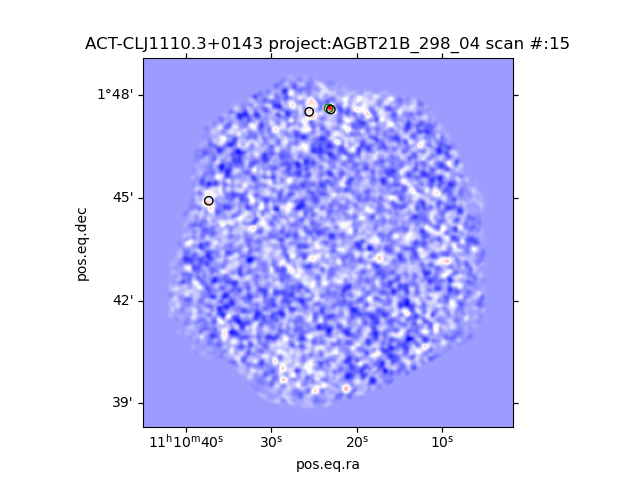 ACT-CLJ1110.3+0143 project:AGBT21B_298_04 scan #:15
1°48'
45'
42'
39'
pos.eq.dec
11ʰ10ᵐ40ˢ 30ˢ 20ˢ 10ˢ
pos.eq.ra